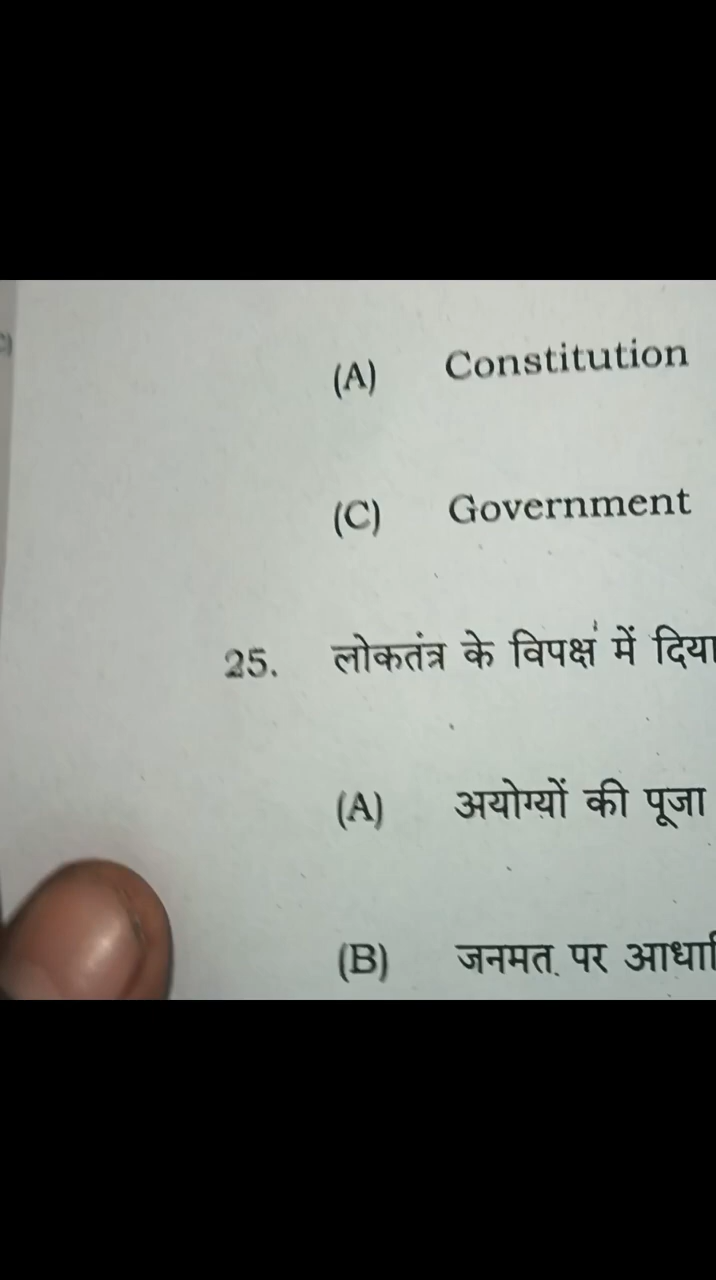 (A) Constitution
(C) Government
25. लोकतंत्र के विपक्ष में दिया
(A) अयोग्यों की पूजा
(B) जनमत पर